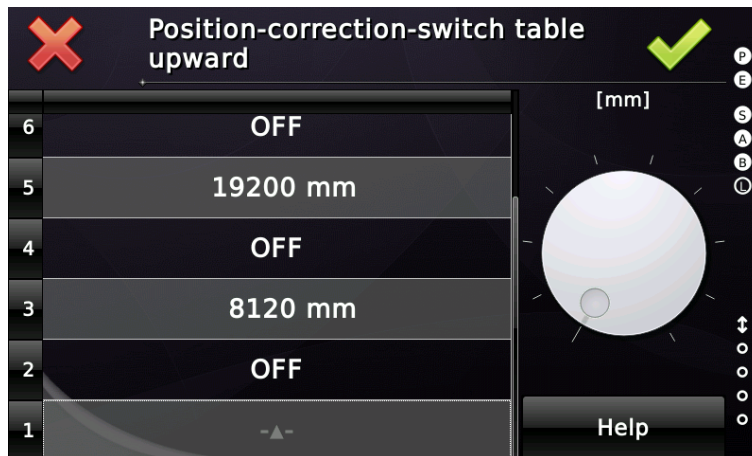 Position-correction-switch table
upward
[mm]
6 OFF
5 19200 mm
4 OFF
3 8120 mm
2 OFF
1 -▲-
Help
P
E
S
A
B
L